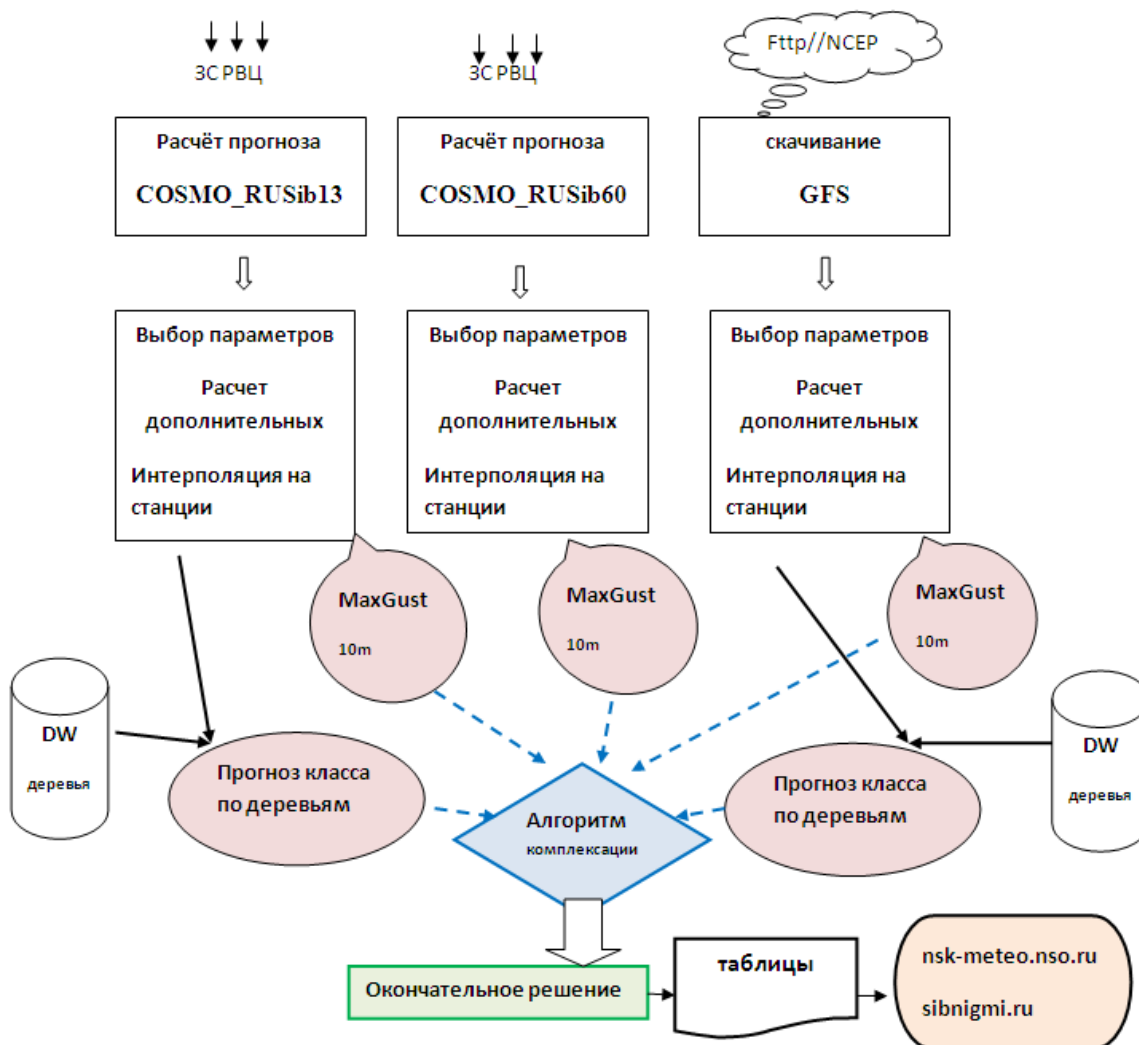 ЗС РВЦ
ЗС РВЦ
Fttp//NCEP
Расчёт прогноза
COSMO_RUSib13
Расчёт прогноза
COSMO_RUSib60
скачивание
GFS
Выбор параметров
Расчет
дополнительных
Интерполяция на
станции
Выбор параметров
Расчет
дополнительных
Интерполяция на
станции
Выбор параметров
Расчет
дополнительных
Интерполяция на
станции
MaxGust
10m
MaxGust
10m
MaxGust
10m
DW
деревья
Прогноз класса
по деревьям
Алгоритм
комплексации
Прогноз класса
по деревьям
DW
деревья
Окончательное решение
таблицы
nsk-meteo.nso.ru
sibnigmi.ru